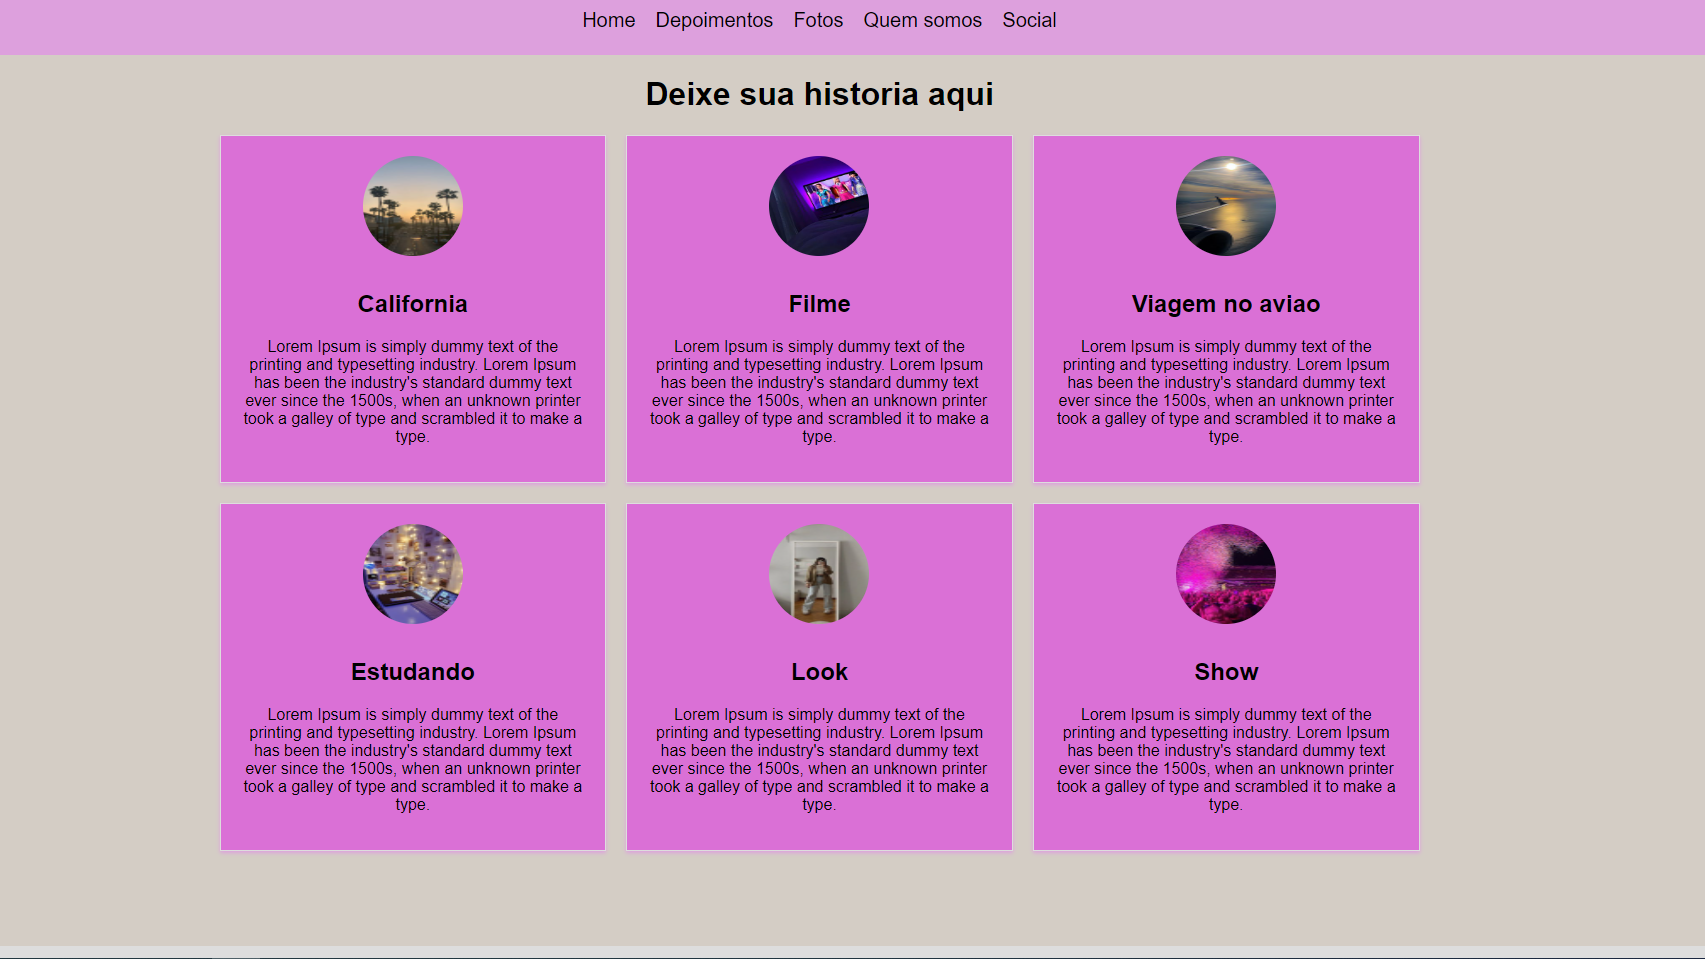 Home Depoimentos Fotos Quem somos Social
Deixe sua historia aqui
California
Lorem Ipsum is simply dummy text of the
printing and typesetting industry. Lorem Ipsum
has been the industry's standard dummy text
ever since the 1500s, when an unknown printer
took a galley of type and scrambled it to make a
type.
Filme
Lorem Ipsum is simply dummy text of the
printing and typesetting industry. Lorem Ipsum
has been the industry's standard dummy text
ever since the 1500s, when an unknown printer
took a galley of type and scrambled it to make a
type.
Viagem no aviao
Lorem Ipsum is simply dummy text of the
printing and typesetting industry. Lorem Ipsum
has been the industry's standard dummy text
ever since the 1500s, when an unknown printer
took a galley of type and scrambled it to make a
type.
Estudando
Lorem Ipsum is simply dummy text of the
printing and typesetting industry. Lorem Ipsum
has been the industry's standard dummy text
ever since the 1500s, when an unknown printer
took a galley of type and scrambled it to make a
type.
Look
Lorem Ipsum is simply dummy text of the
printing and typesetting industry. Lorem Ipsum
has been the industry's standard dummy text
ever since the 1500s, when an unknown printer
took a galley of type and scrambled it to make a
type.
Show
Lorem Ipsum is simply dummy text of the
printing and typesetting industry. Lorem Ipsum
has been the industry's standard dummy text
ever since the 1500s, when an unknown printer
took a galley of type and scrambled it to make a
type.